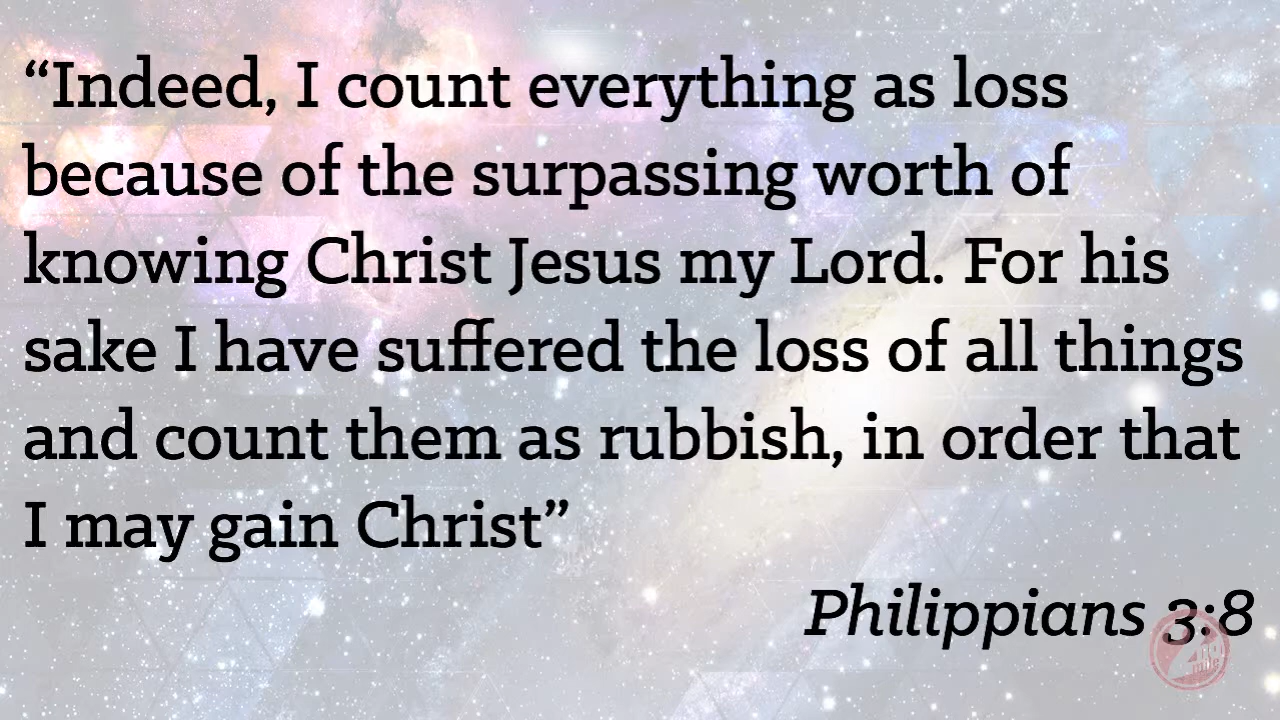 “Indeed, I count everything as loss
because of the surpassing worth of
knowing Christ Jesus my Lord. For his
sake I have suffered the loss of all things
and count them as rubbish, in order that
I may gain Christ”
Philippians 3:8
2